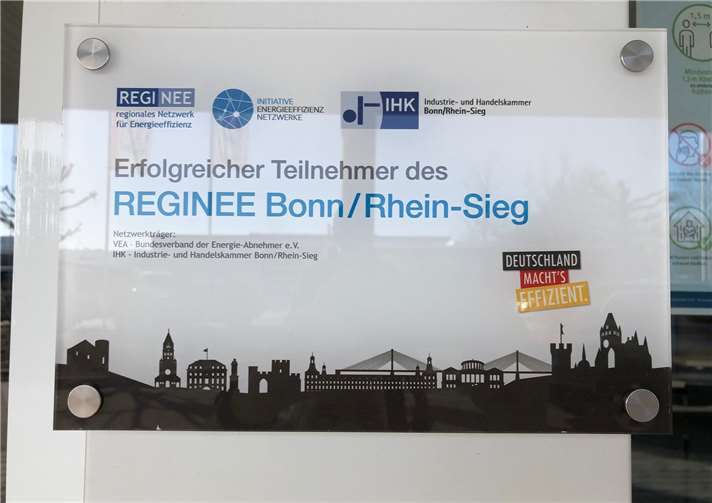 REGINEE
regionales Netzwerk
für Energieeffizienz
INITIATIVE
ENERGIEEFFIZIENZ
NETZWERKE
IHK
Industrie- und Handelskammer
Bonn/Rhein-Sieg
Erfolgreicher Teilnehmer des
REGINEE Bonn/Rhein-Sieg
Netzwerkträger:
VEA - Bundesverband der Energie-Abnehmer e.V.
IHK - Industrie- und Handelskammer Bonn/Rhein-Sieg
DEUTSCHLAND
MACHT'S
EFFIZIENT.
1,5 m